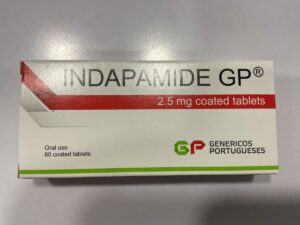 INDAPAMIDE GP®
2.5 mg coated tablets
Oral use
60 coated tablets
GP GENERICOS
PORTUGUESES